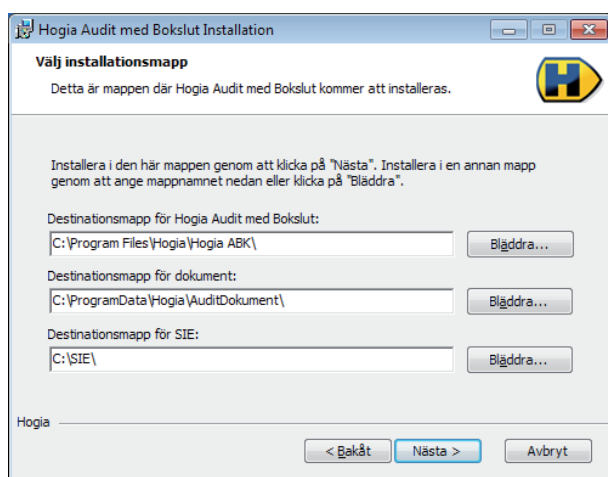 Hogia Audit med Bokslut Installation
Välj installationsmapp
Detta är mappen där Hogia Audit med Bokslut kommer att installeras.
H
Installera i den här mappen genom att klicka på "Nästa". Installera i en annan mapp
genom att ange mappnamnet nedan eller klicka på "Bläddra".
Destinationsmapp för Hogia Audit med Bokslut:
C:\Program Files\Hogia\Hogia ABK\
Bläddra...
Destinationsmapp för dokument:
C:\ProgramData\Hogia\AuditDokument\
Bläddra...
Destinationsmapp för SIE:
C:\SIE\
Bläddra...
Hogia
< Bakåt
Nästa >
Avbryt